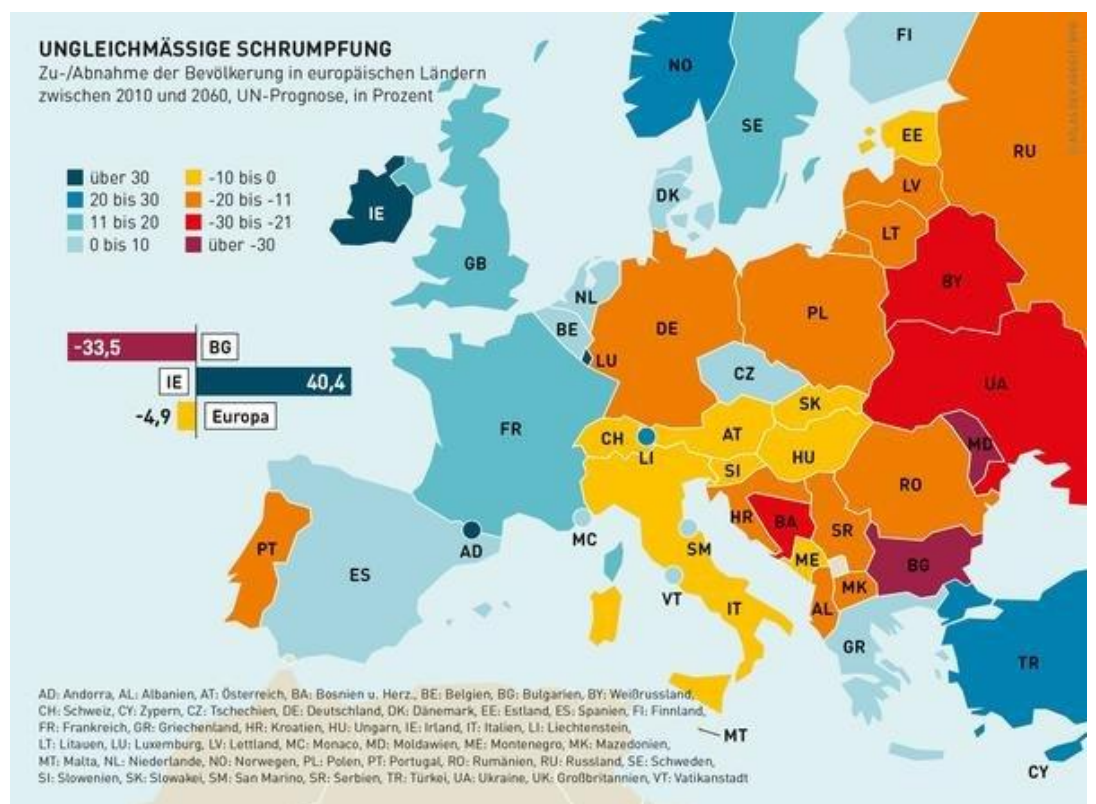 UNGLEICHMÄSSIGE SCHRUMPFUNG
Zu-/Abnahme der Bevölkerung in europäischen Ländern
zwischen 2010 und 2060, UN-Prognose, in Prozent
über 30
20 bis 30
11 bis 20
0 bis 10
-10 bis 0
-20 bis -11
-30 bis -21
über -30
-33,5 BG
IE 40,4
-4,9 Europa
FI
NO
SE
EE
RU
LV
DK
LT
IE
GB
BY
NL
PL
BE
DE
LU
CZ
UA
SK
FR
CH
LI
AT
HU
MD
SI
RO
HR
BA
SR
AD
MC
SM
ME
BG
PT
ES
VT
IT
AL
MK
GR
TR
MT
CY
AD: Andorra, AL: Albanien, AT: Österreich, BA: Bosnien u. Herz., BE: Belgien, BG: Bulgarien, BY: Weißrussland,
CH: Schweiz, CY: Zypern, CZ: Tschechien, DE: Deutschland, DK: Dänemark, EE: Estland, ES: Spanien, FI: Finnland,
FR: Frankreich, GR: Griechenland, HR: Kroatien, HU: Ungarn, IE: Irland, IT: Italien, LI: Liechtenstein,
LT: Litauen, LU: Luxemburg, LV: Lettland, MC: Monaco, MD: Moldawien, ME: Montenegro, MK: Mazedonien,
MT: Malta, NL: Niederlande, NO: Norwegen, PL: Polen, PT: Portugal, RO: Rumänien, RU: Russland, SE: Schweden,
SI: Slowenien, SK: Slowakei, SM: San Marino, SR: Serbien, TR: Türkei, UA: Ukraine, UK: Großbritannien, VT: Vatikanstadt